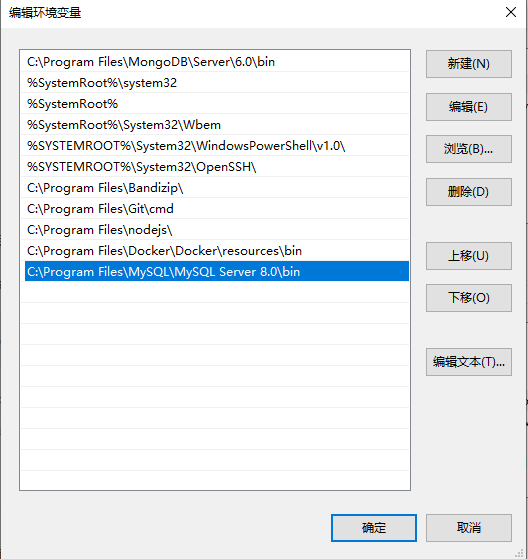 编辑环境变量
C:\Program Files\MongoDB\Server\6.0\bin
%SystemRoot%\system32
%SystemRoot%
%SystemRoot%\System32\Wbem
%SYSTEMROOT%\System32\WindowsPowerShell\v1.0\
%SYSTEMROOT%\System32\OpenSSH\
C:\Program Files\Bandizip\
C:\Program Files\Git\cmd
C:\Program Files\nodejs\
C:\Program Files\Docker\Docker\resources\bin
C:\Program Files\MySQL\MySQL Server 8.0\bin
新建(N)
编辑(E)
浏览(B)...
删除(D)
上移(U)
下移(O)
编辑文本(T)...
确定
取消